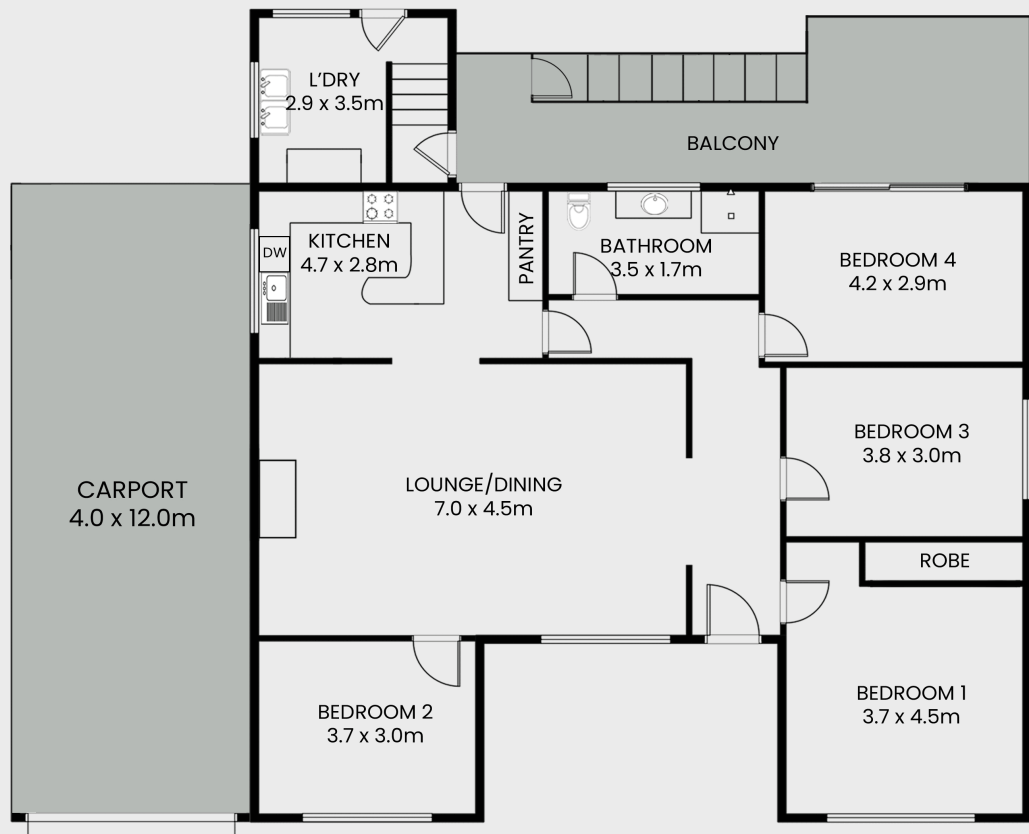 L'DRY
2.9 x 3.5m
BALCONY
KITCHEN
4.7 x 2.8m
DW
PANTRY
BATHROOM
3.5 x 1.7m
BEDROOM 4
4.2 x 2.9m
BEDROOM 3
3.8 x 3.0m
CARPORT
4.0 x 12.0m
LOUNGE/DINING
7.0 x 4.5m
ROBE
BEDROOM 2
3.7 x 3.0m
BEDROOM 1
3.7 x 4.5m